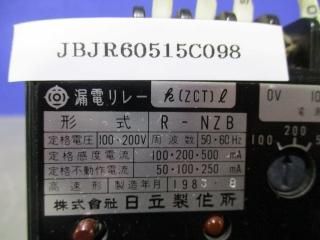 JBJR60515C098
漏電リレー k(ZCT)l
形式 R-NZB
定格電圧 100・200V 周波数 50・60Hz
定格感度電流 100・200・500 mA
定格不動作電流 50・100・250 mA
高速形 製造年月 198 8
株式会社 日立製作所
0V 10
200
100